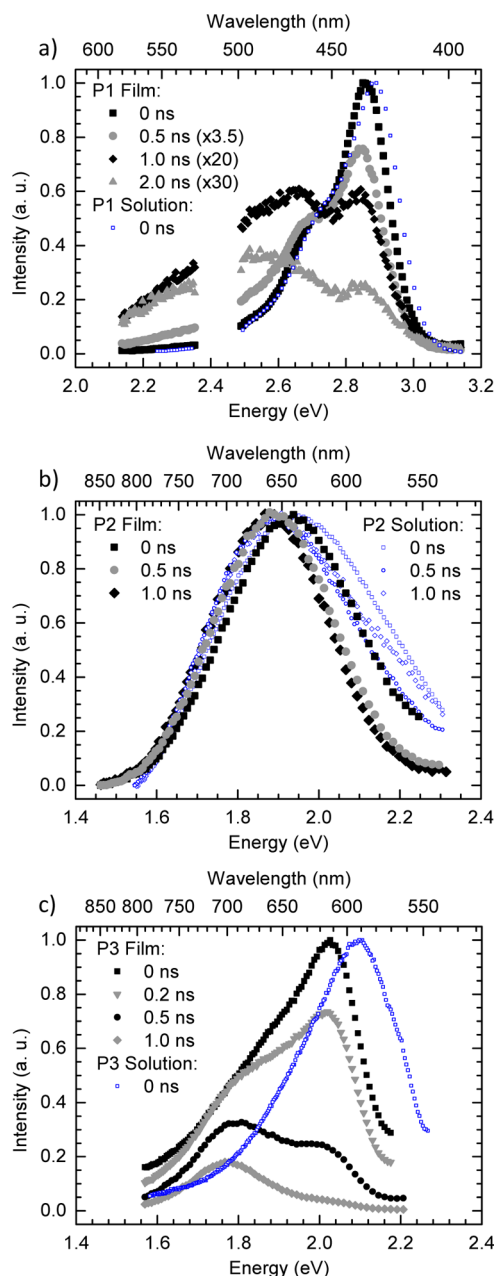 Wavelength (nm)
a)
580 560 540 520 500 480 460 440 420 400
P1 Film:
0 ns
0.5 ns (x3.5)
1.0 ns (x20)
2.0 ns (x30)
P1 Solution:
0 ns
Intensity (a. u.)
1.0
0.8
0.6
0.4
0.2
0.0
2.0 2.2 2.4 2.6 2.8 3.0 3.2
Energy (eV)
Wavelength (nm)
b)
850 800 750 700 650 600 550
P2 Film:
0 ns
0.5 ns
1.0 ns
P2 Solution:
0 ns
0.5 ns
1.0 ns
Intensity (a. u.)
1.0
0.8
0.6
0.4
0.2
0.0
1.4 1.6 1.8 2.0 2.2 2.4
Energy (eV)
Wavelength (nm)
c)
850 800 750 700 650 600 550
P3 Film:
0 ns
0.2 ns
0.5 ns
1.0 ns
P3 Solution:
0 ns
Intensity (a. u.)
1.0
0.8
0.6
0.4
0.2
0.0
1.4 1.6 1.8 2.0 2.2 2.4
Energy (eV)